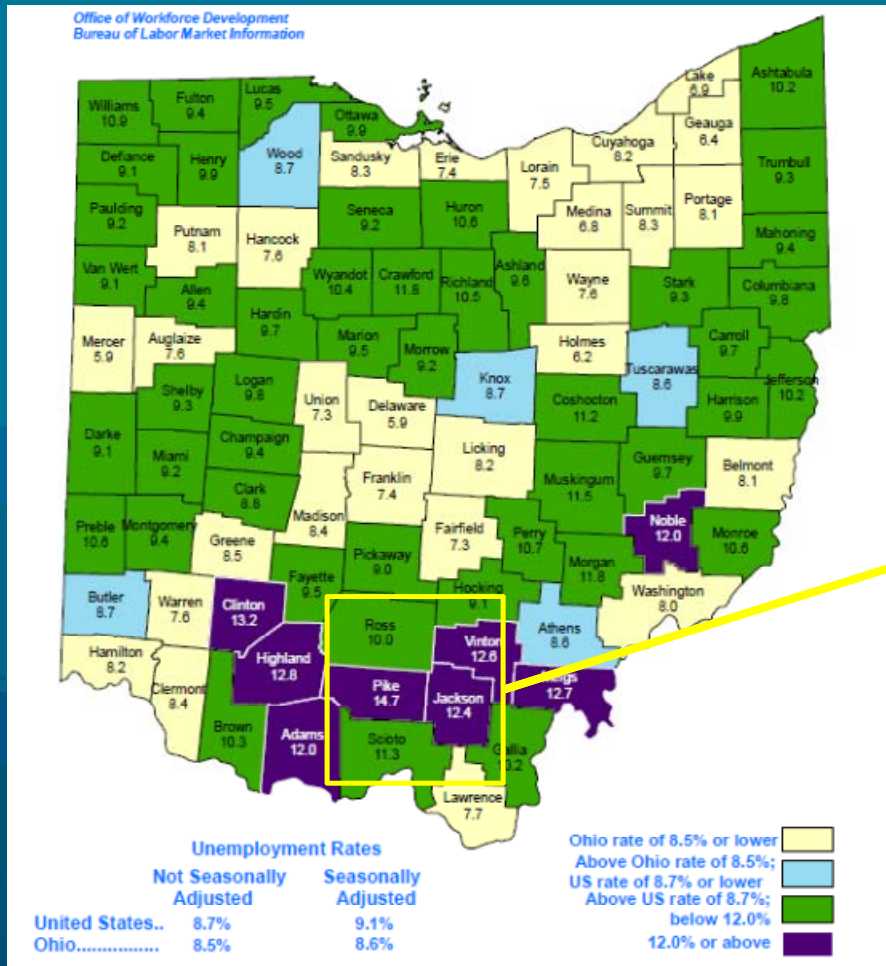 Office of Workforce Development
Bureau of Labor Market Information
Lake
6.9
Ashtabula
10.2
Williams
10.9
Fulton
9.4
Lucas
9.5
Ottawa
9.9
Geauga
6.4
Cuyahoga
8.2
Wood
8.7
Sandusky
8.3
Erie
7.4
Lorain
7.5
Defiance
9.1
Henry
9.9
Trumbull
9.3
Portage
8.1
Summit
8.3
Medina
6.8
Paulding
9.2
Seneca
9.2
Huron
10.6
Putnam
8.1
Hancock
7.6
Mahoning
9.4
Van Wert
9.1
Allen
9.4
Wyandot
10.4
Crawford
11.8
Richland
10.5
Ashland
9.6
Wayne
7.6
Stark
9.3
Columbiana
9.8
Hardin
9.7
Mercer
5.9
Auglaize
7.6
Marion
9.5
Morrow
9.2
Holmes
6.2
Carroll
9.7
Tuscarawas
8.6
Knox
8.7
Jefferson
10.2
Shelby
9.3
Logan
9.8
Union
7.3
Delaware
5.9
Coshocton
11.2
Harrison
9.9
Darke
9.1
Miami
9.2
Champaign
9.4
Licking
8.2
Guernsey
9.7
Belmont
8.1
Franklin
7.4
Muskingum
11.5
Clark
8.8
Madison
8.4
Preble
10.6
Montgomery
9.4
Greene
8.5
Fairfield
7.3
Perry
10.7
Noble
12.0
Monroe
10.6
Pickaway
9.0
Morgan
11.8
Fayette
9.5
Hocking
9.1
Washington
8.0
Butler
8.7
Warren
7.6
Clinton
13.2
Ross
10.0
Athens
8.6
Vinton
12.6
Hamilton
8.2
Highland
12.8
Clermont
8.4
Pike
14.7
Jackson
12.4
12.7
Brown
10.3
Adams
12.0
Scioto
11.3
Gallia
10.2
Lawrence
7.7
Unemployment Rates
Not Seasonally Adjusted
Seasonally Adjusted
United States.. 8.7% 9.1%
Ohio................ 8.5% 8.6%
Ohio rate of 8.5% or lower
Above Ohio rate of 8.5%;
US rate of 8.7% or lower
Above US rate of 8.7%;
below 12.0%
12.0% or above